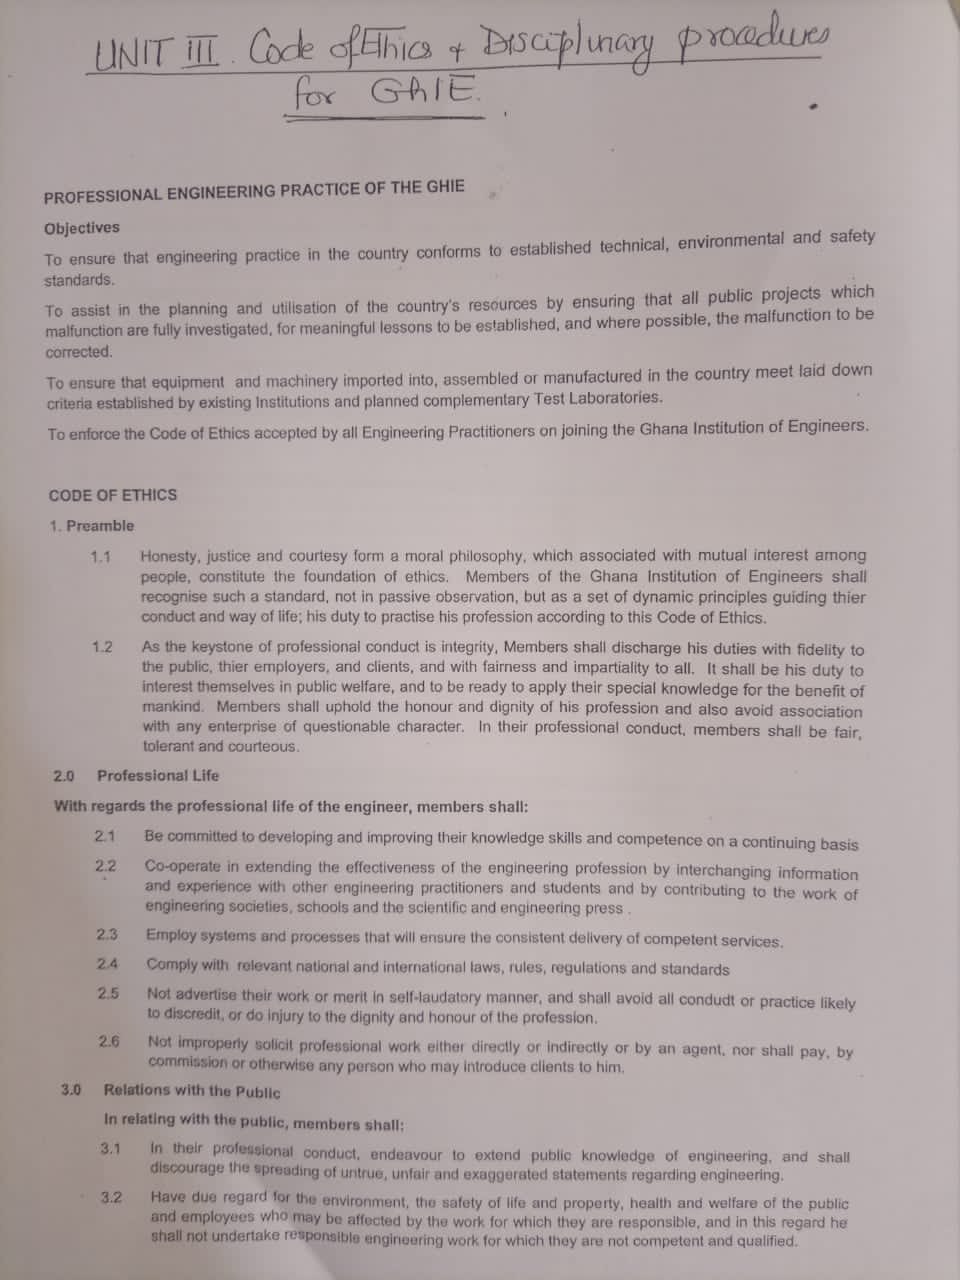 UNIT III. Code of Ethics & Disciplinary procedures
for GhIE.
PROFESSIONAL ENGINEERING PRACTICE OF THE GHIE
Objectives
To ensure that engineering practice in the country conforms to established technical, environmental and safety
standards.
To assist in the planning and utilisation of the country's resources by ensuring that all public projects which
malfunction are fully investigated, for meaningful lessons to be established, and where possible, the malfunction to be
corrected.
To ensure that equipment and machinery imported into, assembled or manufactured in the country meet laid down
criteria established by existing Institutions and planned complementary Test Laboratories.
To enforce the Code of Ethics accepted by all Engineering Practitioners on joining the Ghana Institution of Engineers.
CODE OF ETHICS
1. Preamble
1.1 Honesty, justice and courtesy form a moral philosophy, which associated with mutual interest among
people, constitute the foundation of ethics. Members of the Ghana Institution of Engineers shall
recognise such a standard, not in passive observation, but as a set of dynamic principles guiding thier
conduct and way of life; his duty to practise his profession according to this Code of Ethics.
1.2 As the keystone of professional conduct is integrity, Members shall discharge his duties with fidelity to
the public, thier employers, and clients, and with fairness and impartiality to all. It shall be his duty to
interest themselves in public welfare, and to be ready to apply their special knowledge for the benefit of
mankind. Members shall uphold the honour and dignity of his profession and also avoid association
with any enterprise of questionable character. In their professional conduct, members shall be fair,
tolerant and courteous.
2.0 Professional Life
With regards the professional life of the engineer, members shall:
2.1 Be committed to developing and improving their knowledge skills and competence on a continuing basis
2.2 Co-operate in extending the effectiveness of the engineering profession by interchanging information
and experience with other engineering practitioners and students and by contributing to the work of
engineering societies, schools and the scientific and engineering press .
2.3 Employ systems and processes that will ensure the consistent delivery of competent services.
2.4 Comply with relevant national and international laws, rules, regulations and standards
2.5 Not advertise their work or merit in self-laudatory manner, and shall avoid all condudt or practice likely
to discredit, or do injury to the dignity and honour of the profession.
2.6 Not improperly solicit professional work either directly or indirectly or by an agent, nor shall pay, by
commission or otherwise any person who may introduce clients to him.
3.0 Relations with the Public
In relating with the public, members shall:
3.1 In their professional conduct, endeavour to extend public knowledge of engineering, and shall
discourage the spreading of untrue, unfair and exaggerated statements regarding engineering.
3.2 Have due regard for the environment, the safety of life and property, health and welfare of the public
and employees who may be affected by the work for which they are responsible, and in this regard he
shall not undertake responsible engineering work for which they are not competent and qualified.